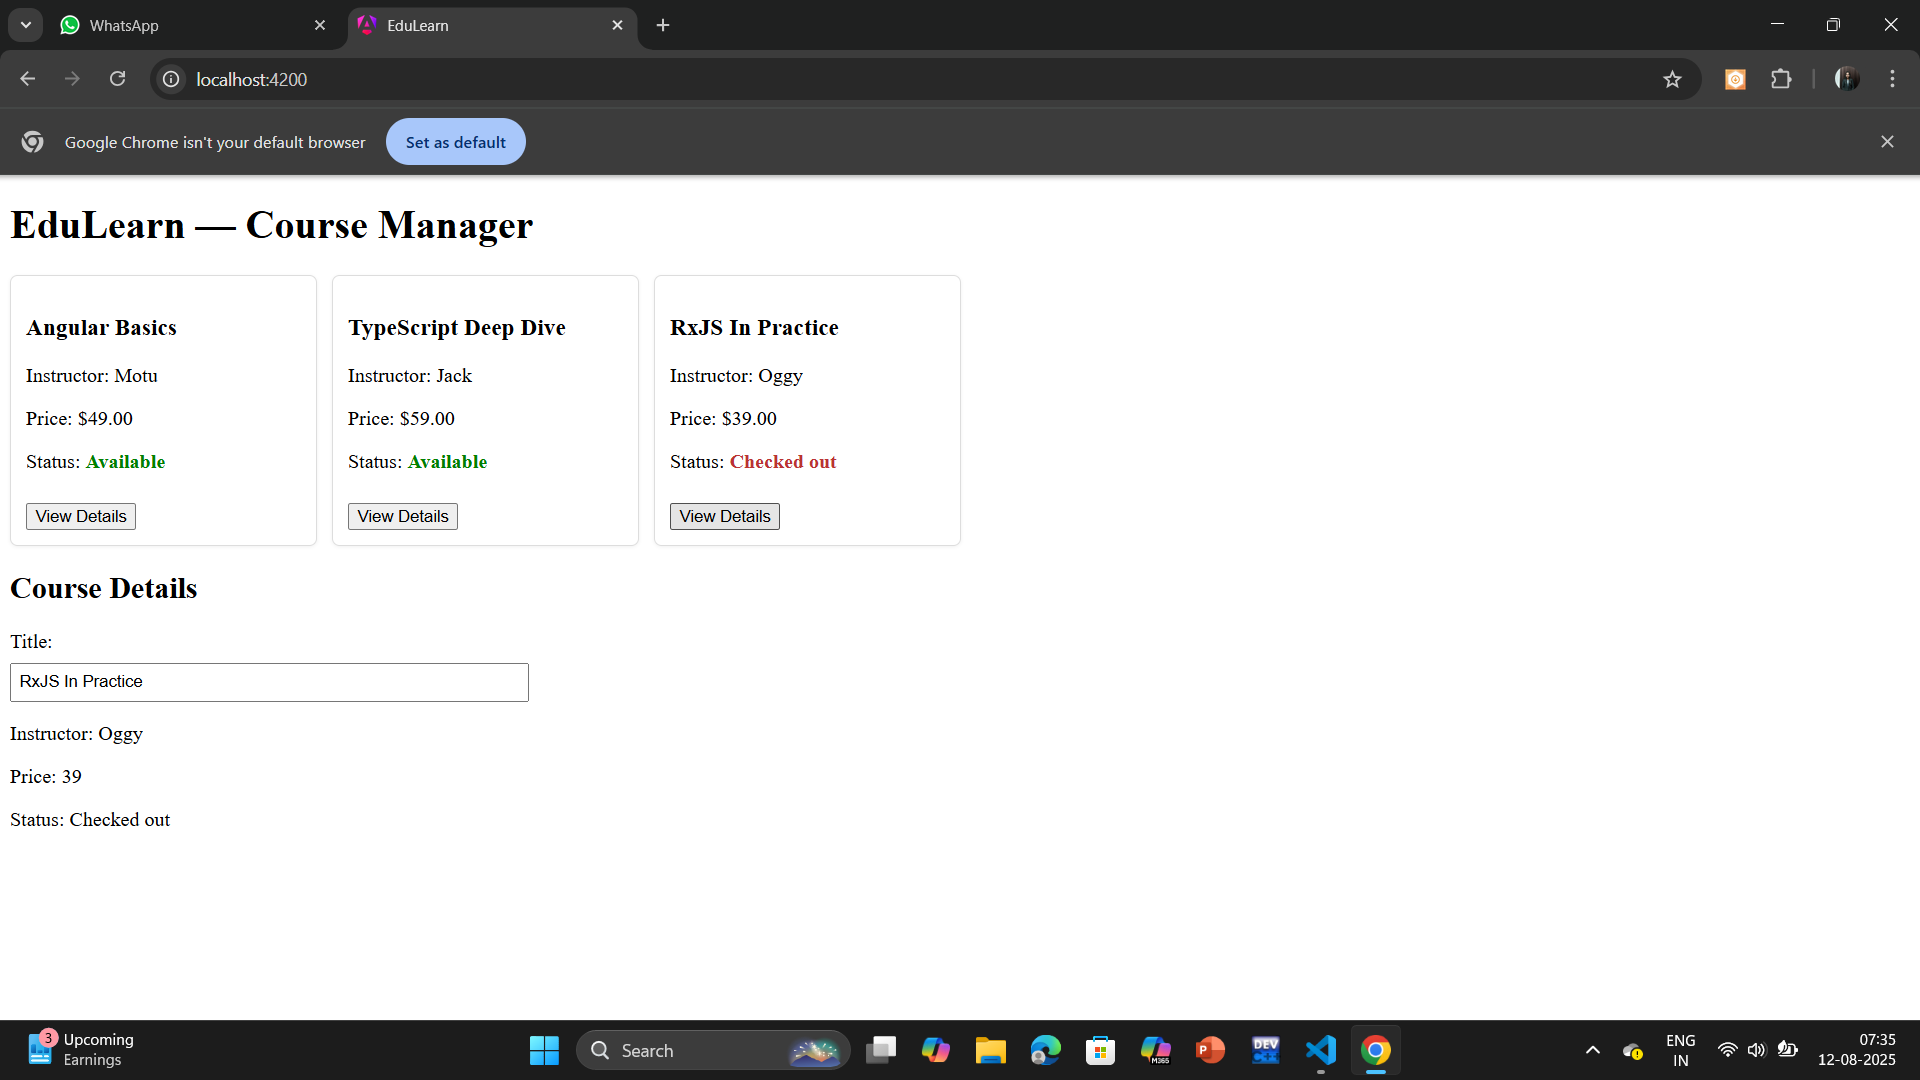 WhatsApp
EduLearn
localhost:4200
Google Chrome isn't your default browser
Set as default
EduLearn — Course Manager
Angular Basics
Instructor: Motu
Price: $49.00
Status: Available
View Details
TypeScript Deep Dive
Instructor: Jack
Price: $59.00
Status: Available
View Details
RxJS In Practice
Instructor: Oggy
Price: $39.00
Status: Checked out
View Details
Course Details
Title:
RxJS In Practice
Instructor: Oggy
Price: 39
Status: Checked out
3
Upcoming
Earnings
Search
M365
P
DEV
C++
ENG
IN
07:35
12-08-2025